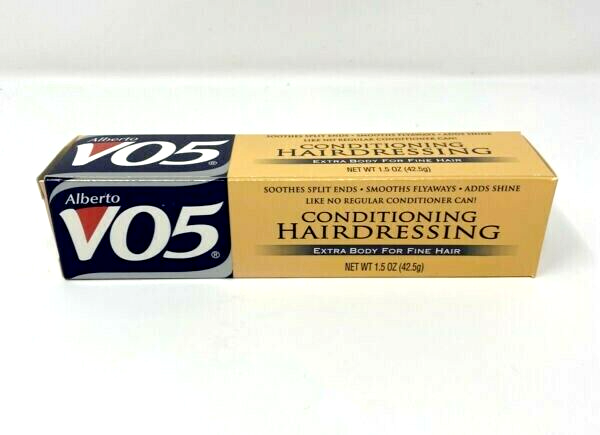 Alberto
VO5®
SOOTHES SPLIT ENDS • SMOOTHS FLYAWAYS • ADDS SHINE
LIKE NO REGULAR CONDITIONER CAN!
CONDITIONING
HAIRDRESSING
EXTRA BODY FOR FINE HAIR
NET WT 1.5 OZ (42.5g)
Alberto
VO5®
SOOTHES SPLIT ENDS • SMOOTHS FLYAWAYS • ADDS SHINE
LIKE NO REGULAR CONDITIONER CAN!
CONDITIONING
HAIRDRESSING
EXTRA BODY FOR FINE HAIR
NET WT 1.5 OZ (42.5g)